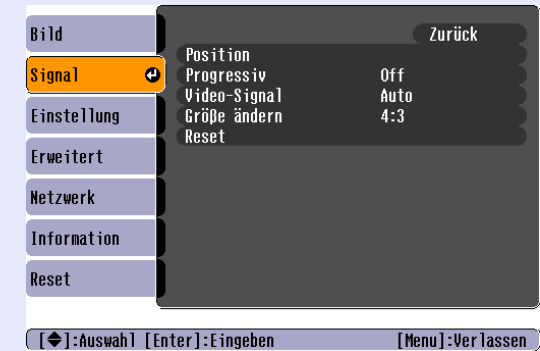 Bild
Signal
Einstellung
Erweitert
Netzwerk
Information
Reset
Zurück
Position
Progressiv Off
Video-Signal Auto
Größe ändern 4:3
Reset
[◆]:Auswahl [Enter]:Eingeben [Menu]:Verlassen